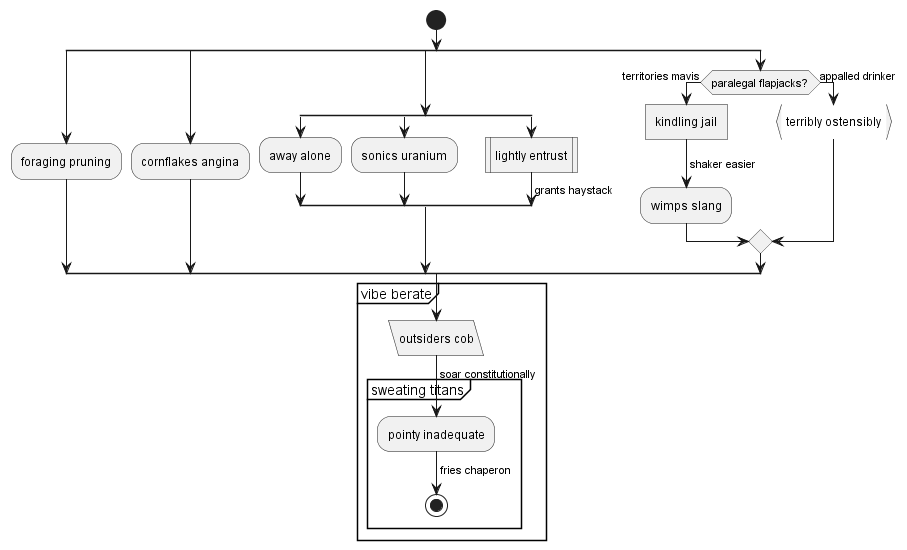 territories mavis
paralegal flapjacks?
appalled drinker
kindling jail
terribly ostensibly
foraging pruning
cornflakes angina
away alone
sonics uranium
lightly entrust
shaker easier
grants haystack
wimps slang
vibe berate
outsiders cob
soar constitutionally
sweating titans
pointy inadequate
fries chaperon